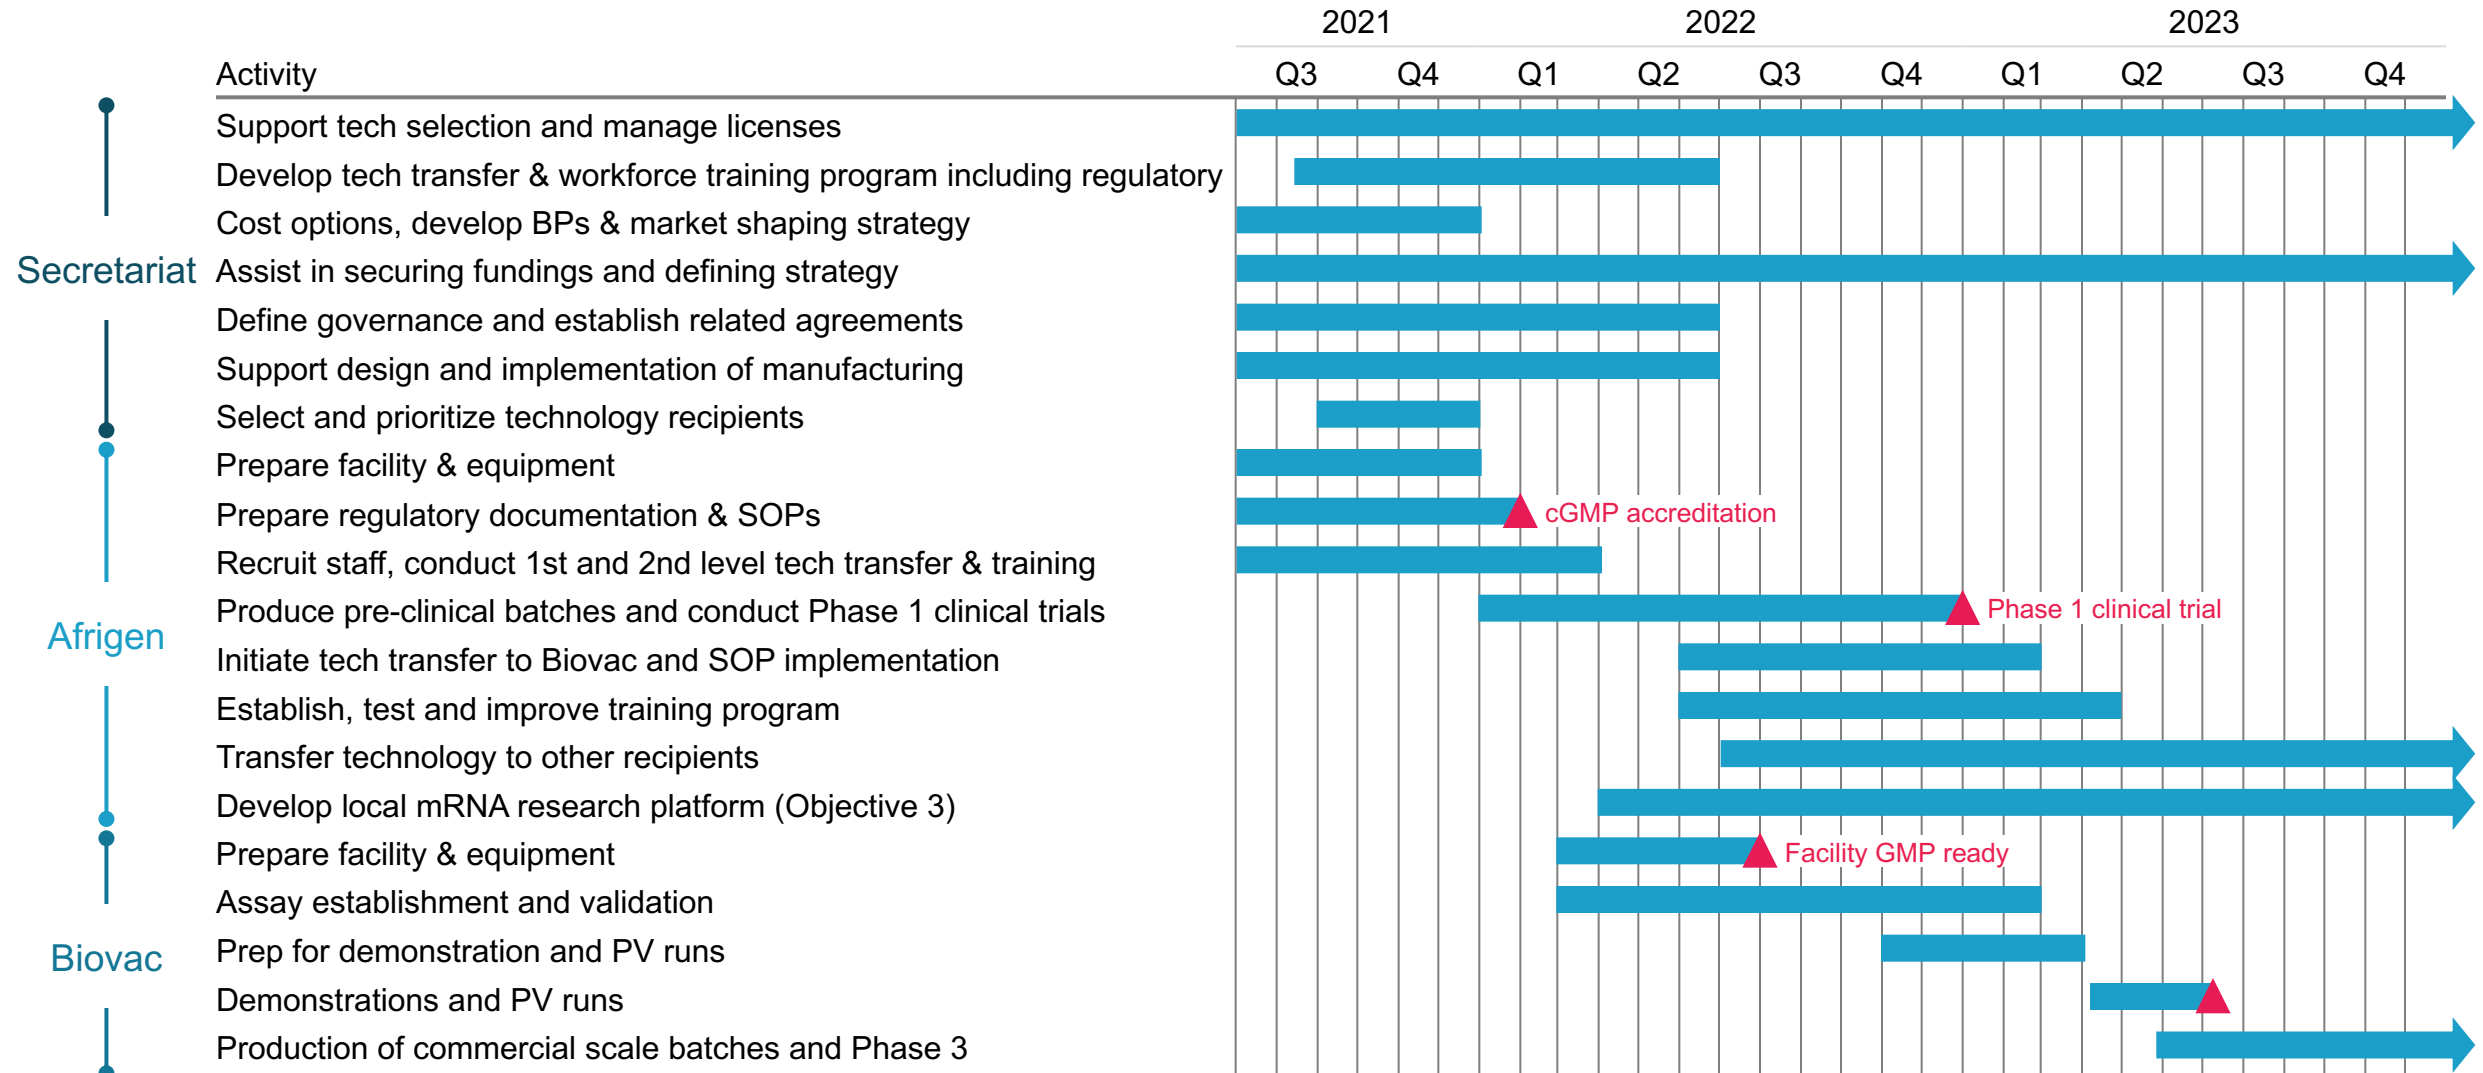 2021 2022 2023
Activity Q3 Q4 Q1 Q2 Q3 Q4 Q1 Q2 Q3 Q4
Support tech selection and manage licenses
Develop tech transfer & workforce training program including regulatory
Cost options, develop BPs & market shaping strategy
Secretariat Assist in securing fundings and defining strategy
Define governance and establish related agreements
Support design and implementation of manufacturing
Select and prioritize technology recipients
Prepare facility & equipment
Prepare regulatory documentation & SOPs cGMP accreditation
Recruit staff, conduct 1st and 2nd level tech transfer & training
Produce pre-clinical batches and conduct Phase 1 clinical trials Phase 1 clinical trial
Afrigen
Initiate tech transfer to Biovac and SOP implementation
Establish, test and improve training program
Transfer technology to other recipients
Develop local mRNA research platform (Objective 3)
Prepare facility & equipment Facility GMP ready
Assay establishment and validation
Biovac Prep for demonstration and PV runs
Demonstrations and PV runs
Production of commercial scale batches and Phase 3